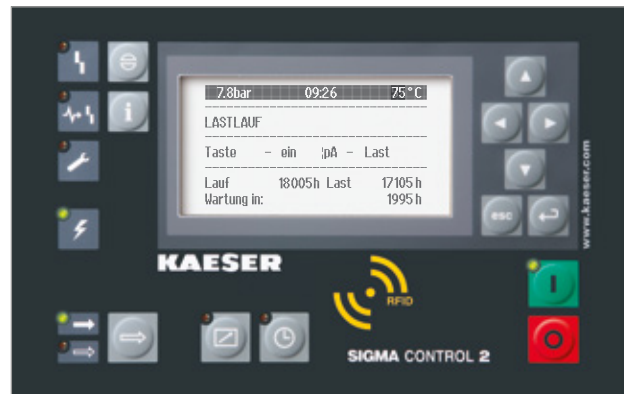 7.8bar 09:26 75°C
LASTLAUF
Taste - ein ¦pA - Last
Lauf 18005h Last 17105h
Wartung in: 1995h
esc
www.kaeser.com
KAESER
RFID
SIGMA CONTROL 2